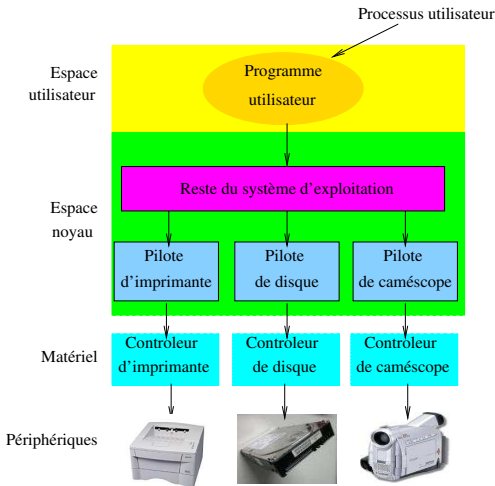 Processus utilisateur
Espace
utilisateur
Programme
utilisateur
Reste du système d'exploitation
Espace
noyau
Pilote
d'imprimante
Pilote
de disque
Pilote
de caméscope
Matériel
Controleur
d'imprimante
Controleur
de disque
Controleur
de caméscope
Périphériques